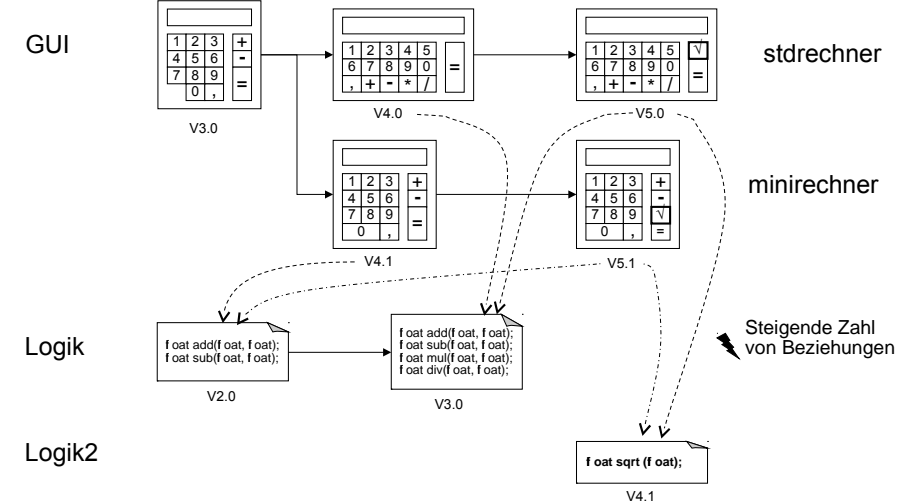 GUI
1 2 3 +
4 5 6 -
7 8 9 =
0 ,
V3.0
1 2 3 4 5
6 7 8 9 0 =
, + - * /
V4.0
1 2 3 4 5 √
6 7 8 9 0 =
, + - * /
V5.0
stdrechner
1 2 3 +
4 5 6 -
7 8 9 =
0 ,
V4.1
1 2 3 +
4 5 6 -
7 8 9 √
0 , =
V5.1
minirechner
Logik
f oat add(f oat, f oat);
f oat sub(f oat, f oat);
V2.0
f oat add(f oat, f oat);
f oat sub(f oat, f oat);
f oat mul(f oat, f oat);
f oat div(f oat, f oat);
V3.0
Steigende Zahl
von Beziehungen
Logik2
f oat sqrt (f oat);
V4.1